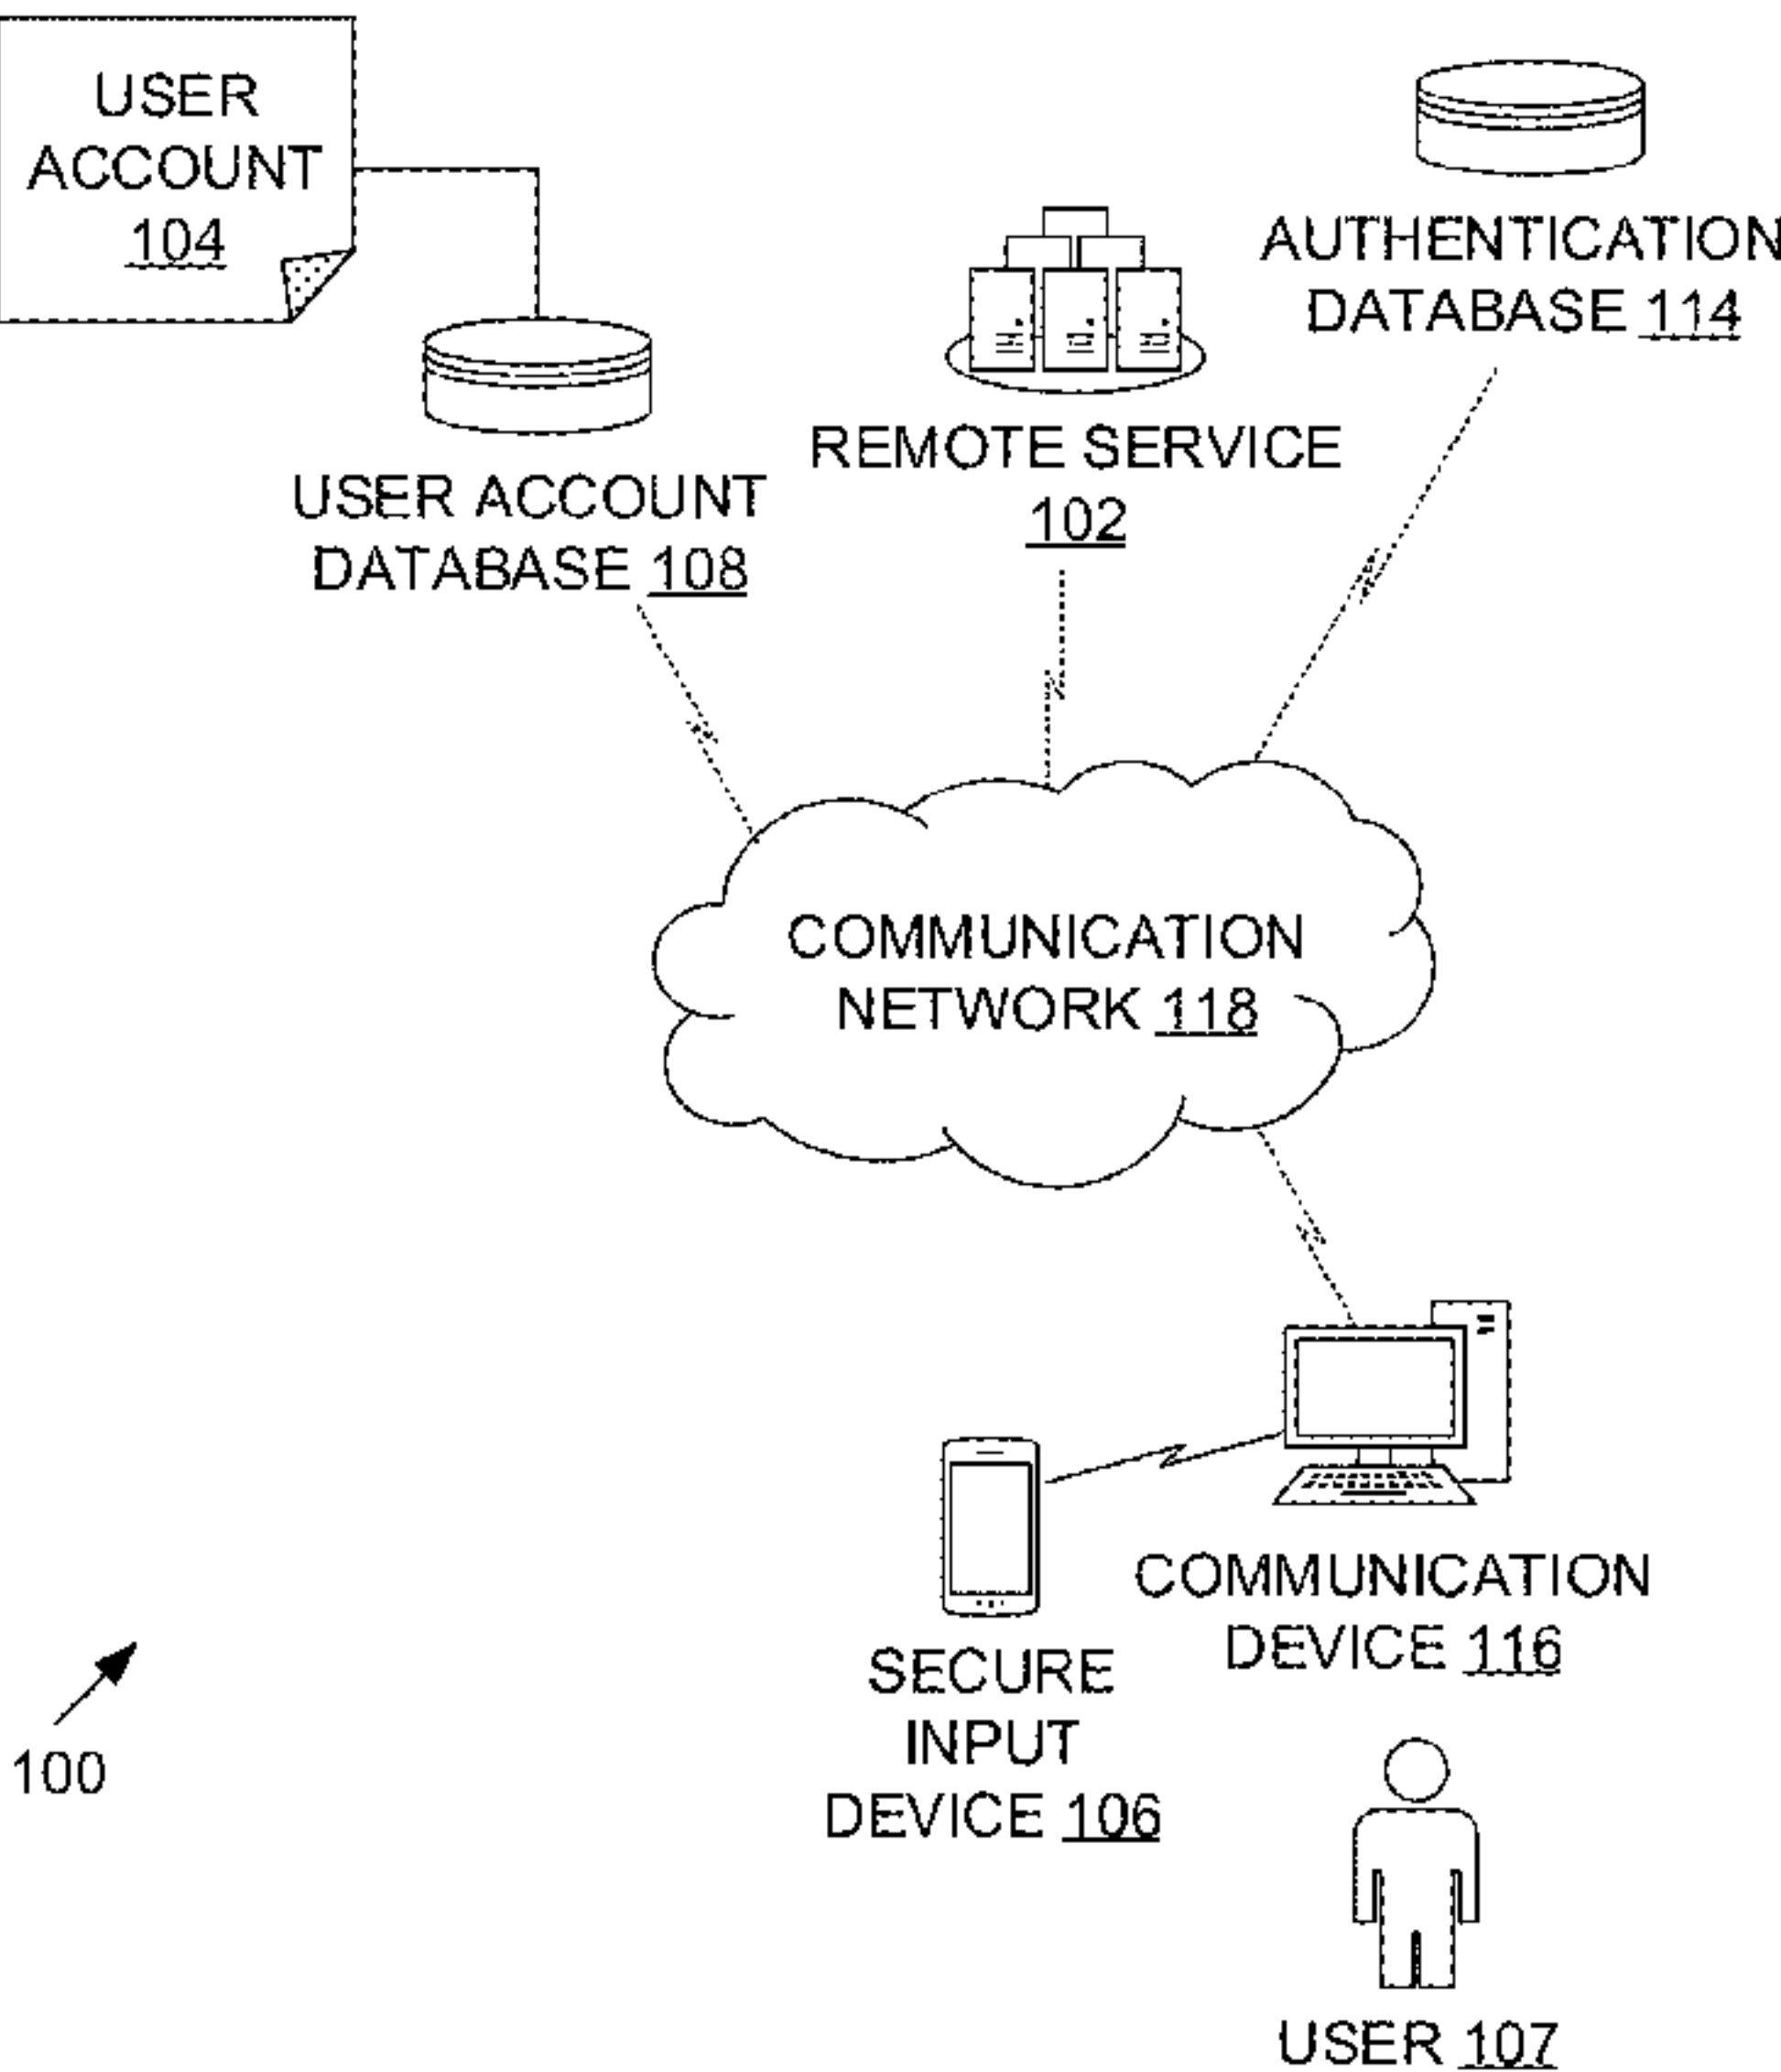 USER
ACCOUNT
104
AUTHENTICATION
DATABASE 114
REMOTE SERVICE
102
USER ACCOUNT
DATABASE 108
COMMUNICATION
NETWORK 118
COMMUNICATION
DEVICE 116
SECURE
INPUT
DEVICE 106
100
USER 107